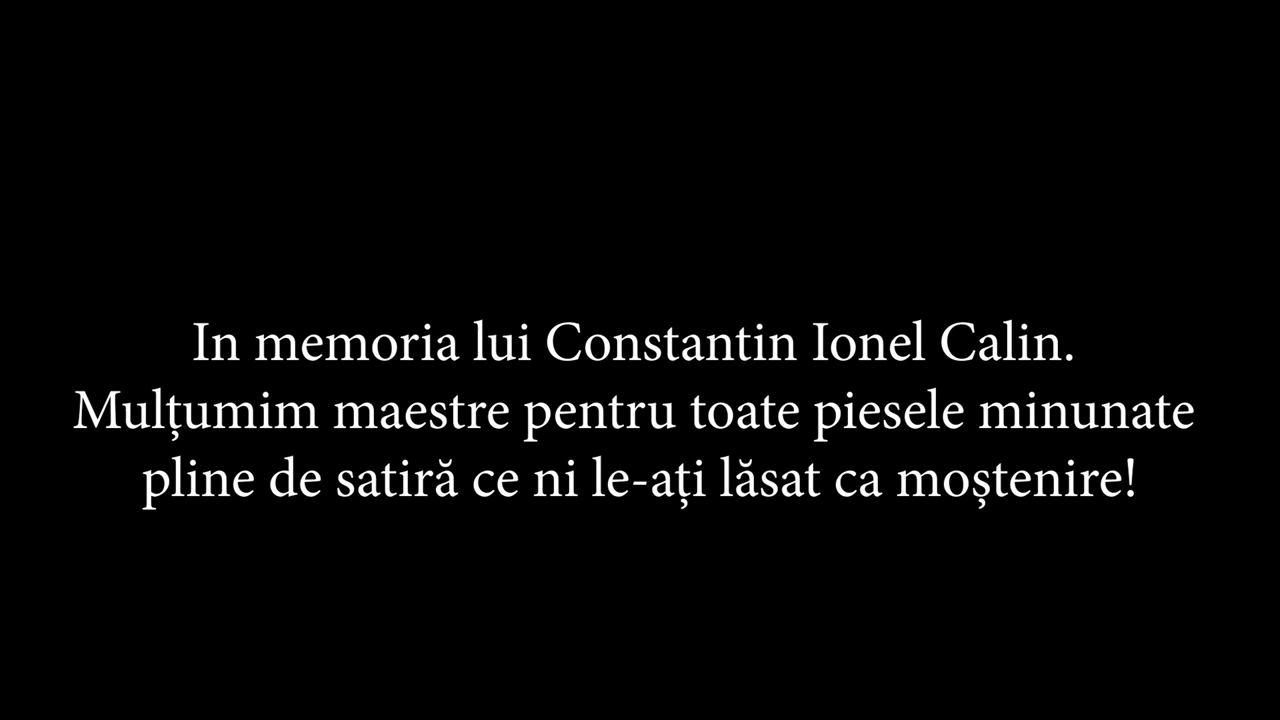 In memoria lui Constantin Ionel Calin.
Mulțumim maestre pentru toate piesele minunate
pline de satiră ce ni le-ați lăsat ca moștenire!